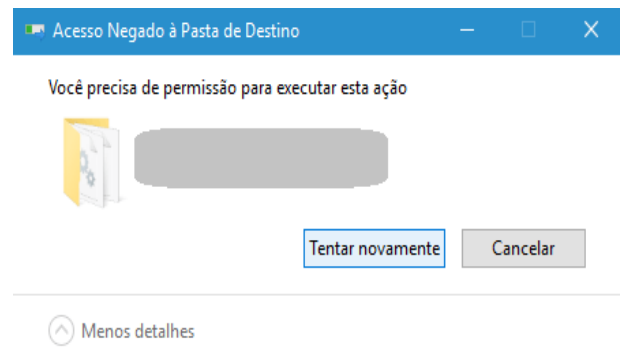 Acesso Negado à Pasta de Destino
Você precisa de permissão para executar esta ação
Tentar novamente
Cancelar
Menos detalhes